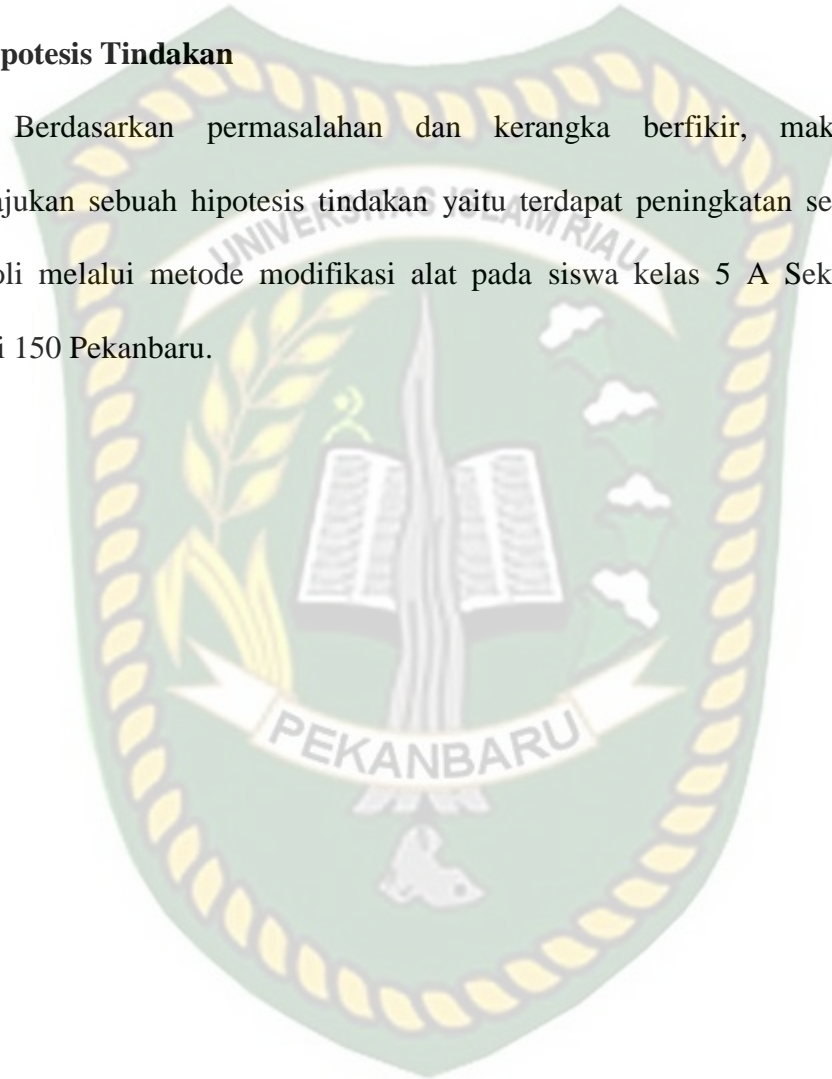 potesis Tindakan
Berdasarkan permasalahan dan kerangka berfikir, mak
ajukan sebuah hipotesis tindakan yaitu terdapat peningkatan se
oli melalui metode modifikasi alat pada siswa kelas 5 A Sek
i 150 Pekanbaru.
UNIVERSITAS ISLAM RIAU
PEKANBARU